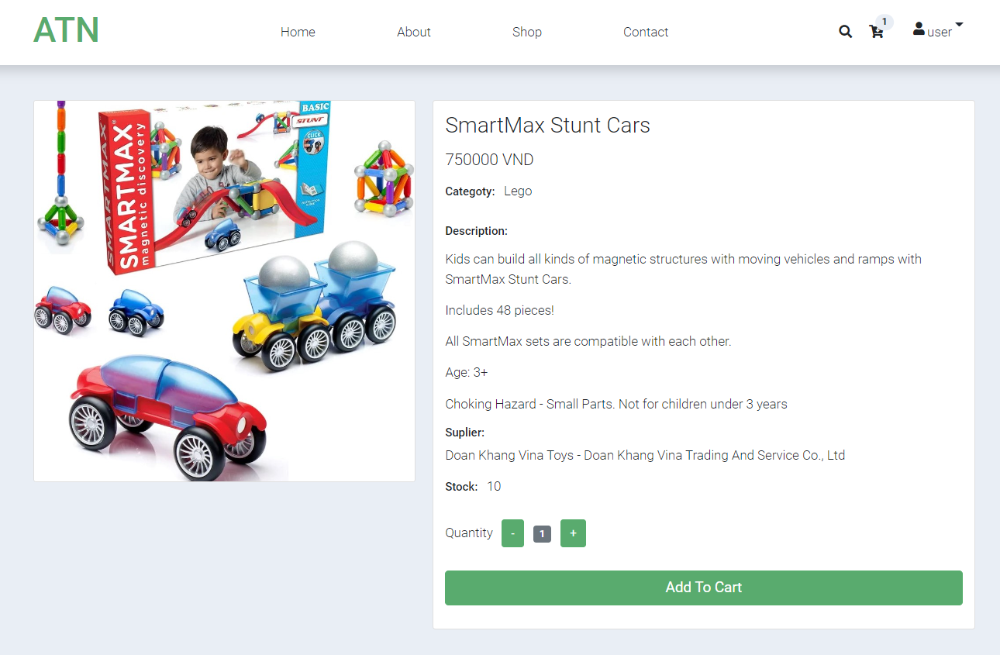 ATN
Home
About
Shop
Contact
1
user
BASIC
STUNT
CLICK
SMARTMAX
SMARTMAX®
magnetic discovery
SmartMax Stunt Cars
750000 VND
Categoty: Lego
Description:
Kids can build all kinds of magnetic structures with moving vehicles and ramps with
SmartMax Stunt Cars.
Includes 48 pieces!
All SmartMax sets are compatible with each other.
Age: 3+
Choking Hazard - Small Parts. Not for children under 3 years
Suplier:
Doan Khang Vina Toys - Doan Khang Vina Trading And Service Co., Ltd
Stock: 10
Quantity - 1 +
Add To Cart